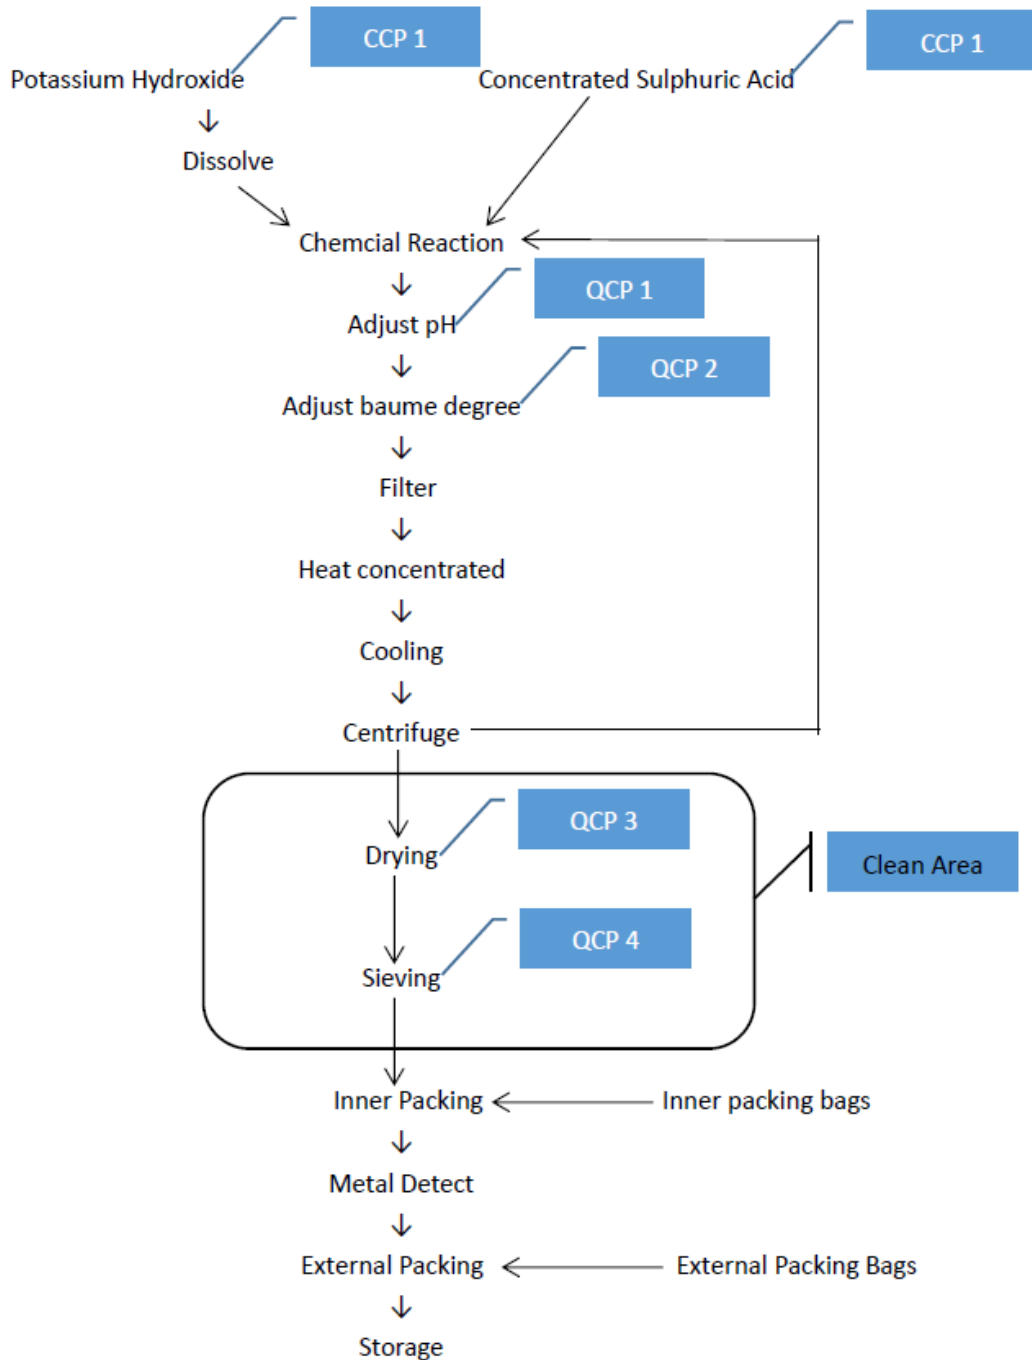 CCP 1
CCP 1
Potassium Hydroxide
Concentrated Sulphuric Acid
Dissolve
Chemcial Reaction
QCP 1
Adjust pH
QCP 2
Adjust baume degree
Filter
Heat concentrated
Cooling
Centrifuge
QCP 3
Drying
Clean Area
QCP 4
Sieving
Inner Packing
Inner packing bags
Metal Detect
External Packing
External Packing Bags
Storage